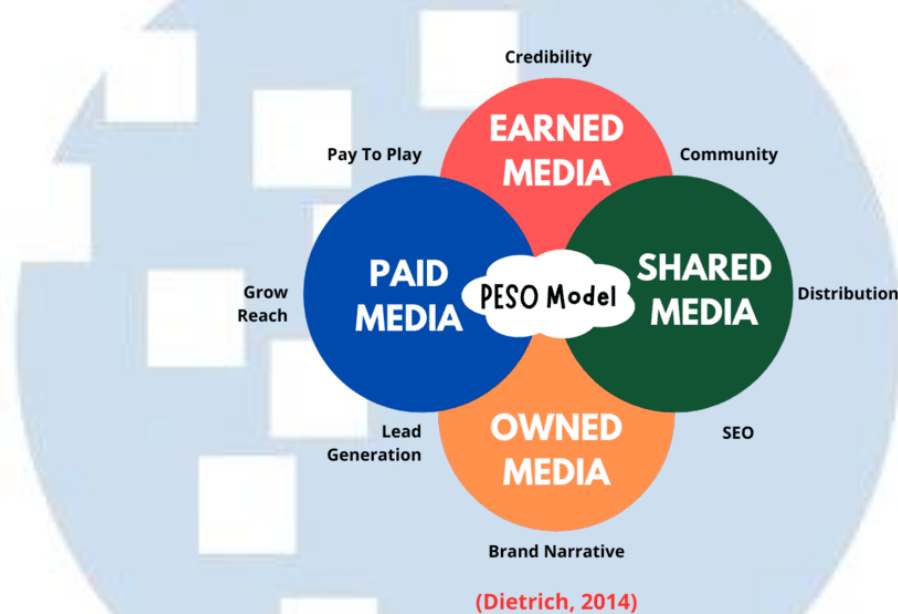 Credibility
EARNED
MEDIA
Pay To Play
Community
PAID
MEDIA
PESO Model
SHARED
MEDIA
Grow
Reach
Distribution
OWNED
MEDIA
Lead
Generation
SEO
Brand Narrative
(Dietrich, 2014)